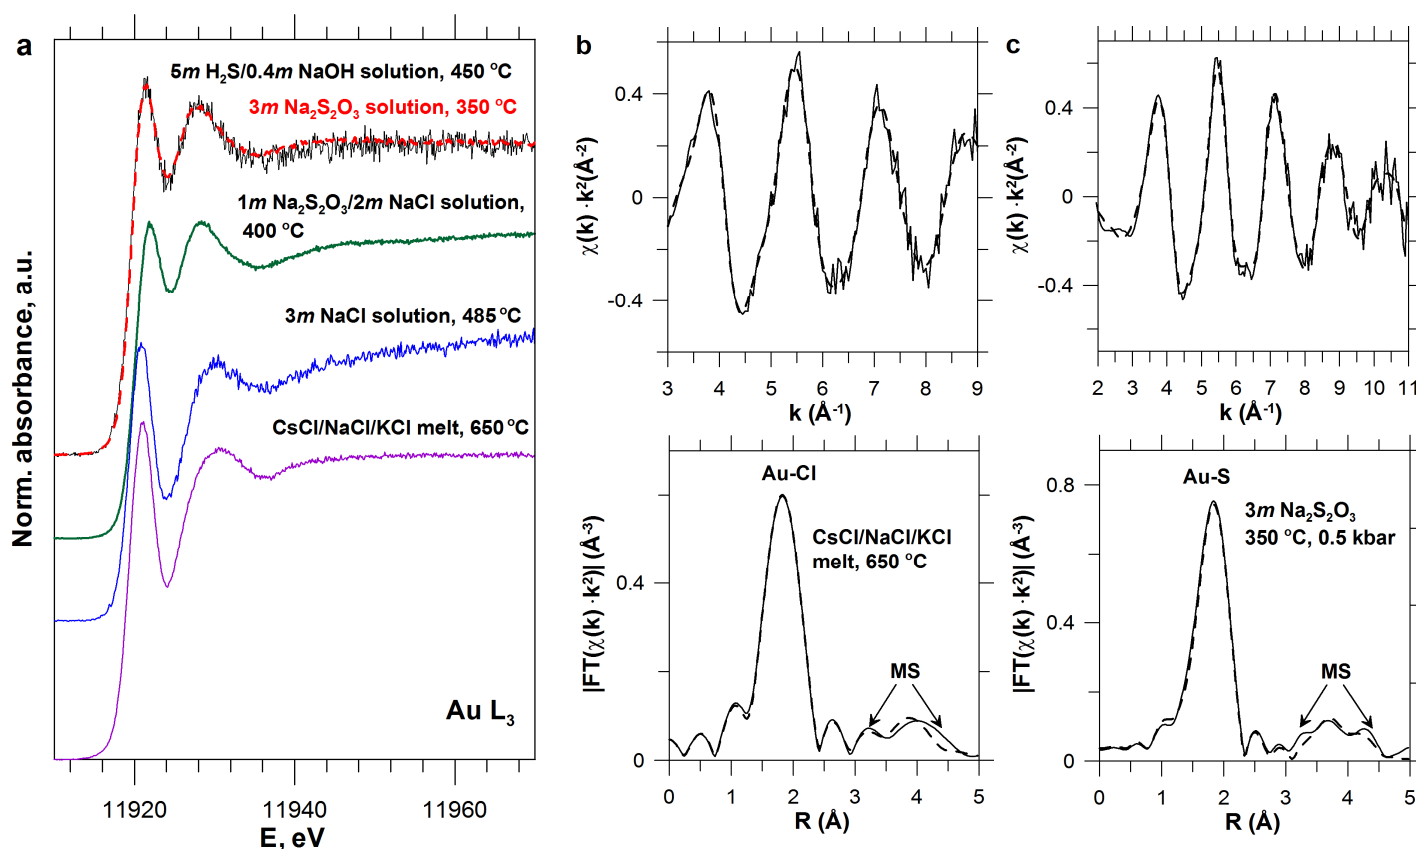 a
5m H₂S/0.4m NaOH solution, 450 °C
3m Na₂S₂O₃ solution, 350 °C
1m Na₂S₂O₃/2m NaCl solution,
400 °C
3m NaCl solution, 485 °C
CsCl/NaCl/KCl melt, 650 °C
Au L₃
Norm. absorbance, a.u.
11920 11940 11960
E, eV
b
χ(k) ·k²(Å⁻²)
0.4
0
-0.4
3 4 5 6 7 8 9
k (Å⁻¹)
|FT(χ(k) ·k²)| (Å⁻³)
0.4
0
Au-Cl
CsCl/NaCl/KCl
melt, 650 °C
MS
0 1 2 3 4 5
R (Å)
c
χ(k) ·k²(Å⁻²)
0.4
0
-0.4
2 3 4 5 6 7 8 9 10 11
k (Å⁻¹)
|FT(χ(k) ·k²)| (Å⁻³)
0.8
0.4
0
Au-S
3m Na₂S₂O₃
350 °C, 0.5 kbar
MS
0 1 2 3 4 5
R (Å)